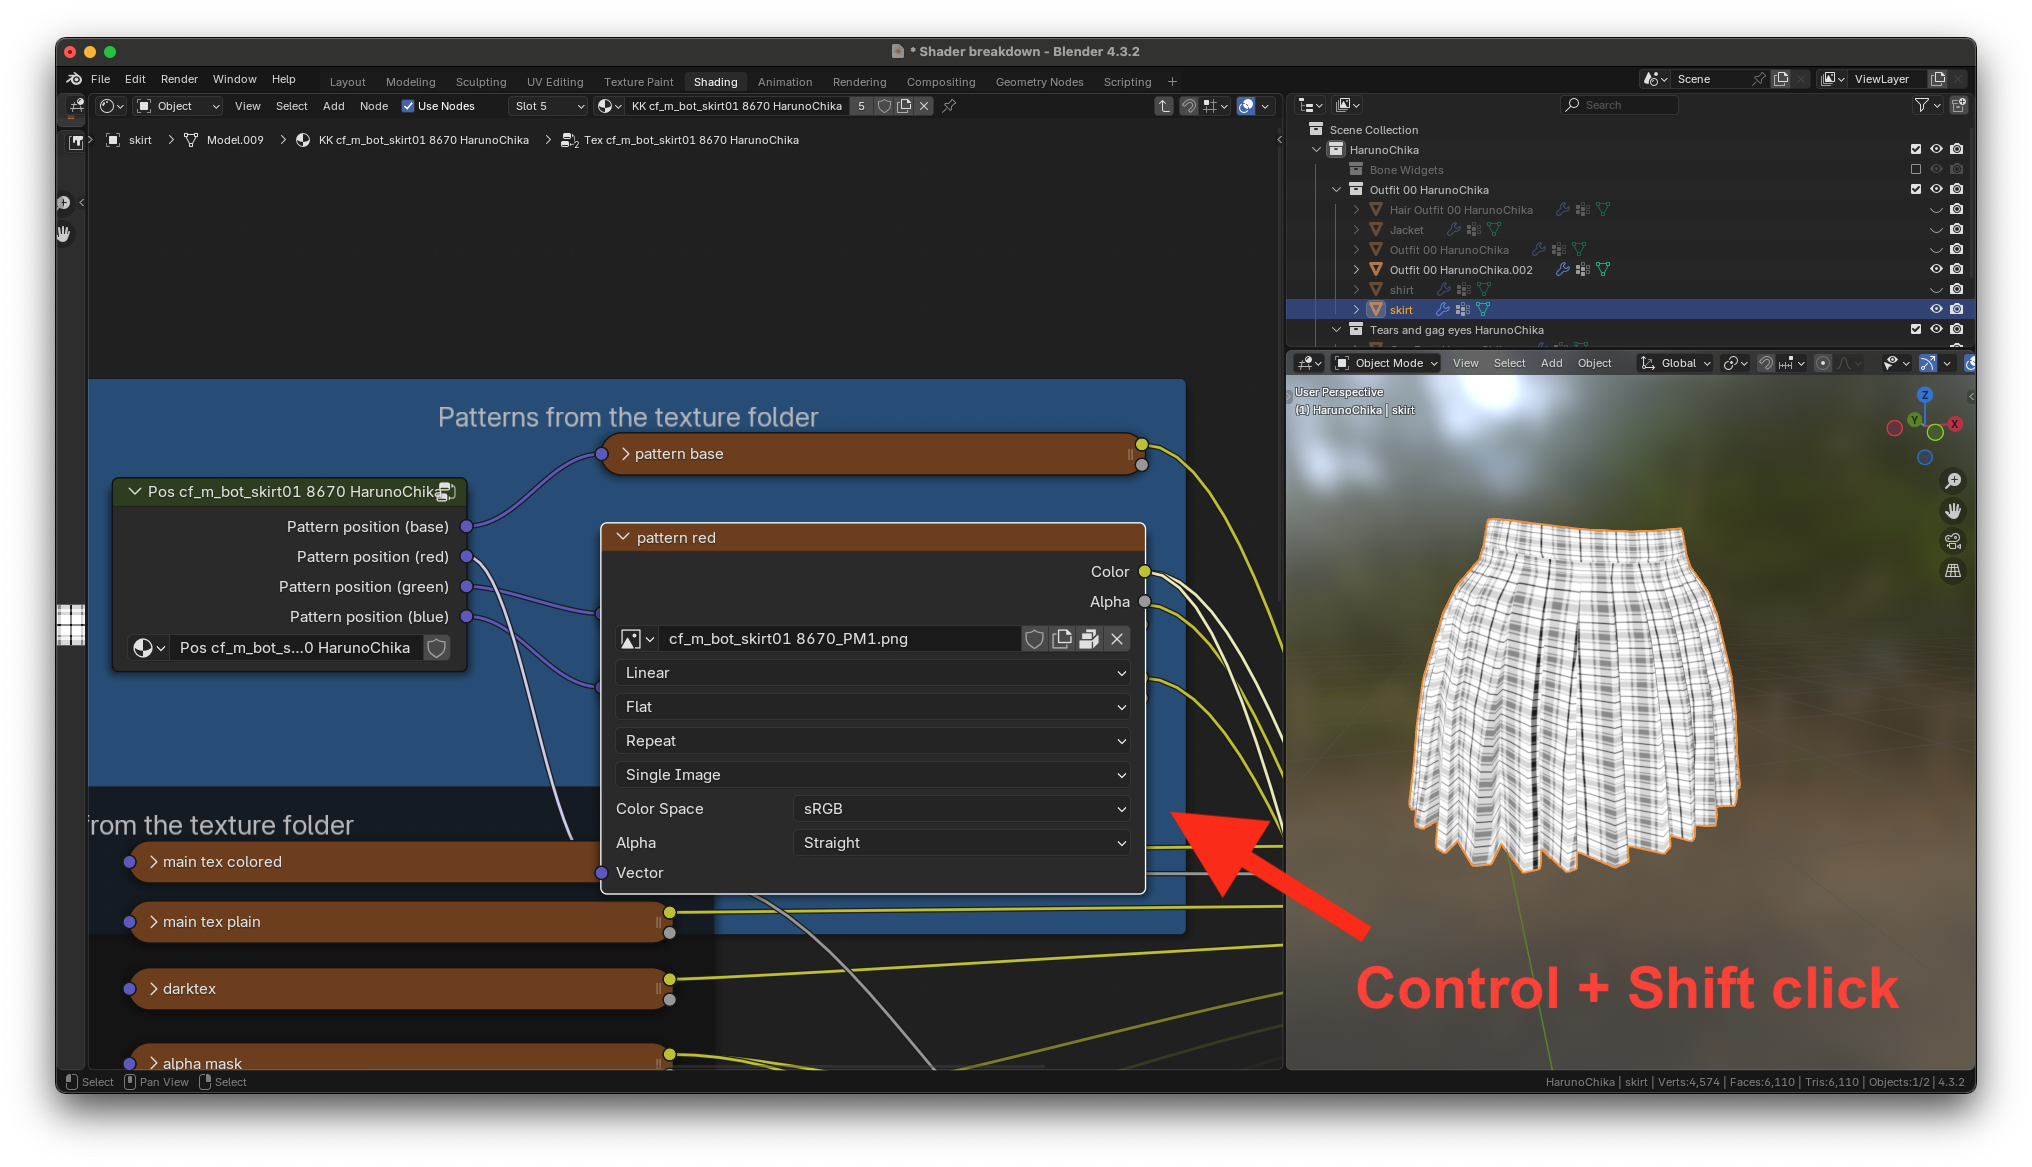 * Shader breakdown - Blender 4.3.2
File Edit Render Window Help
Layout Modeling Sculpting UV Editing Texture Paint Shading Animation Rendering Compositing Geometry Nodes Scripting +
Scene
ViewLayer
Object View Select Add Node Use Nodes Slot 5 KK cf_m_bot_skirt01 8670 HarunoChika 5
skirt > Model.009 > KK cf_m_bot_skirt01 8670 HarunoChika > Tex cf_m_bot_skirt01 8670 HarunoChika
Patterns from the texture folder
pattern base
Pos cf_m_bot_skirt01 8670 HarunoChika
Pattern position (base)
Pattern position (red)
Pattern position (green)
Pattern position (blue)
Pos cf_m_bot_s...0 HarunoChika
pattern red
Color
Alpha
cf_m_bot_skirt01 8670_PM1.png
Linear
Flat
Repeat
Single Image
Color Space sRGB
Alpha Straight
Vector
from the texture folder
main tex colored
main tex plain
darktex
alpha mask
Search
Scene Collection
HarunoChika
Bone Widgets
Outfit 00 HarunoChika
Hair Outfit 00 HarunoChika
Jacket
Outfit 00 HarunoChika
Outfit 00 HarunoChika.002
shirt
skirt
Tears and gag eyes HarunoChika
Object Mode View Select Add Object Global
User Perspective
(1) HarunoChika | skirt
Z
Y
X
Control + Shift click
Select Pan View Select
HarunoChika | skirt | Verts:4,574 | Faces:6,110 | Tris:6,110 | Objects:1/2 | 4.3.2